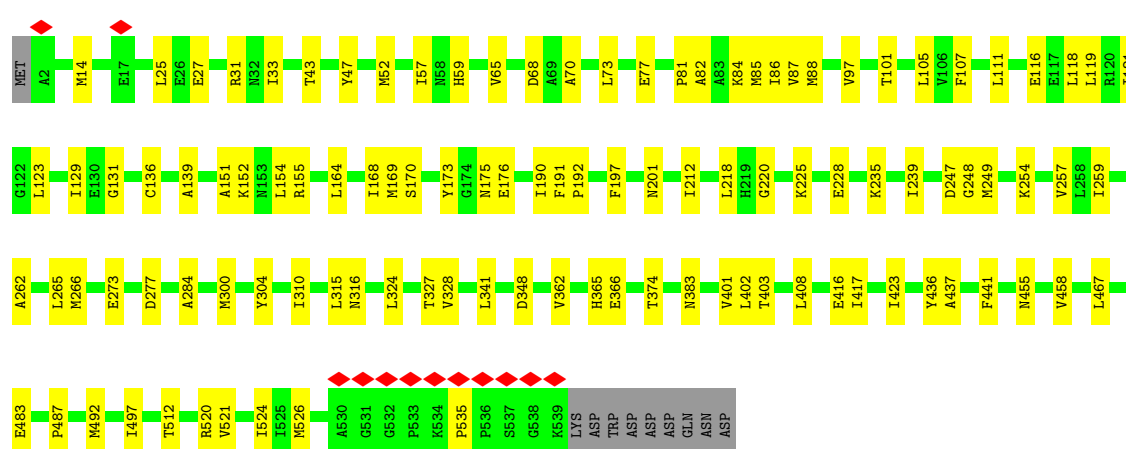 MET A2 M14 E17 L25 E26 E27 R31 N32 I33 T43 Y47 M52 I57 N58 H59 V65 D68 A69 A70 L73 E77 P81 A82 A83 K84 M85 I86 V87 M88 V97 T101 L105 V106 F107 L111 E116 E117 L118 L119 R120
G122 L123 I129 E130 G131 C136 A139 A151 K152 N153 L154 R155 L164 I168 M169 S170 Y173 G174 N175 E176 I190 F191 P192 F197 N201 I212 L218 H219 G220 K225 E228 K235 I239 D247 G248 M249 K254 V257 L258 I259
A262 L265 M266 E273 D277 A284 M300 Y304 I310 L315 N316 L324 T327 V328 L341 D348 V362 H365 E366 T374 N383 V401 L402 T403 L408 E416 I417 I423 Y436 A437 F441 N455 V458 L467
E483 P487 M492 I497 T512 R520 V521 I524 I525 M526 A530 G531 G532 P533 K534 P535 P536 S537 G538 K539 LYS ASP TRP ASP ASP ASP GLN ASN ASP